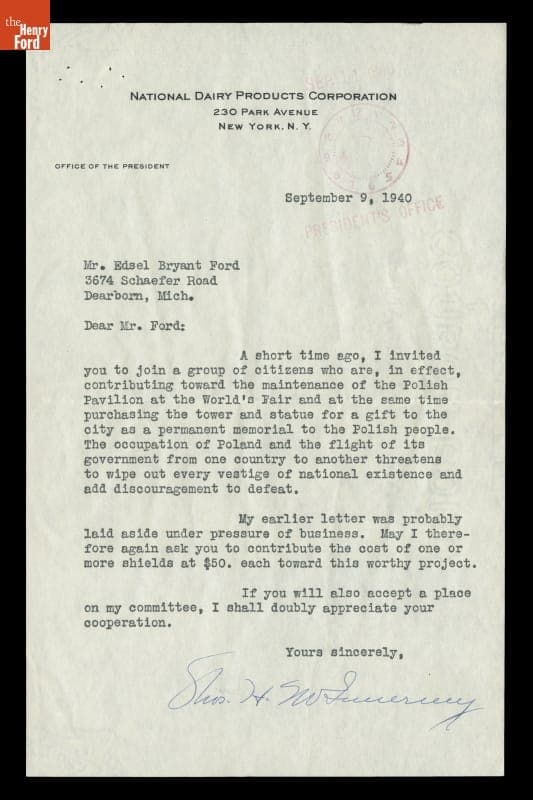 the
Henry
Ford
NATIONAL DAIRY PRODUCTS CORPORATION
230 PARK AVENUE
NEW YORK, N. Y.
OFFICE OF THE PRESIDENT
September 9, 1940
PRESIDENT'S OFFICE
Mr. Edsel Bryant Ford
3674 Schaefer Road
Dearborn, Mich.
Dear Mr. Ford:
A short time ago, I invited
you to join a group of citizens who are, in effect,
contributing toward the maintenance of the Polish
Pavilion at the World's Fair and at the same time
purchasing the tower and statue for a gift to the
city as a permanent memorial to the Polish people.
The occupation of Poland and the flight of its
government from one country to another threatens
to wipe out every vestige of national existence and
add discouragement to defeat.
My earlier letter was probably
laid aside under pressure of business. May I there-
fore again ask you to contribute the cost of one or
more shields at $50. each toward this worthy project.
If you will also accept a place
on my committee, I shall doubly appreciate your
cooperation.
Yours sincerely,
Thos. H. McInnerney